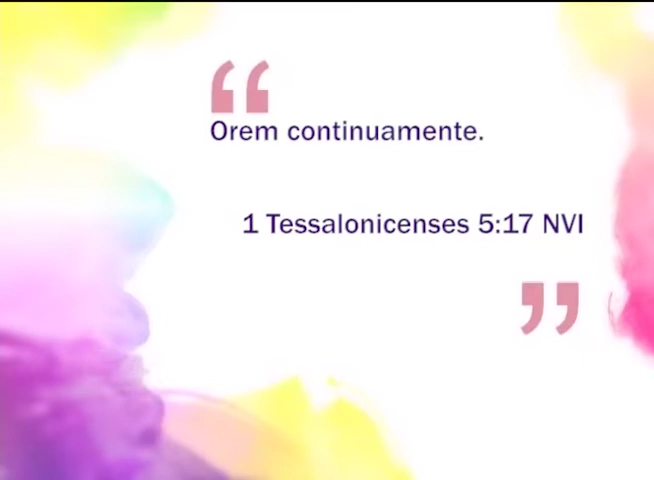 “
Orem continuamente.
1 Tessalonicenses 5:17 NVI
”